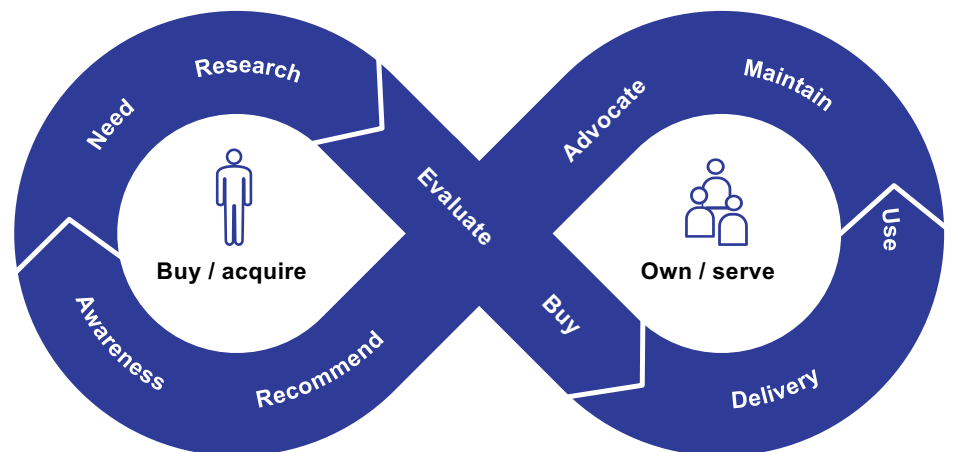 Research
Maintain
Need
Advocate
Evaluate
Use
Buy / acquire
Own / serve
Buy
Awareness
Recommend
Delivery